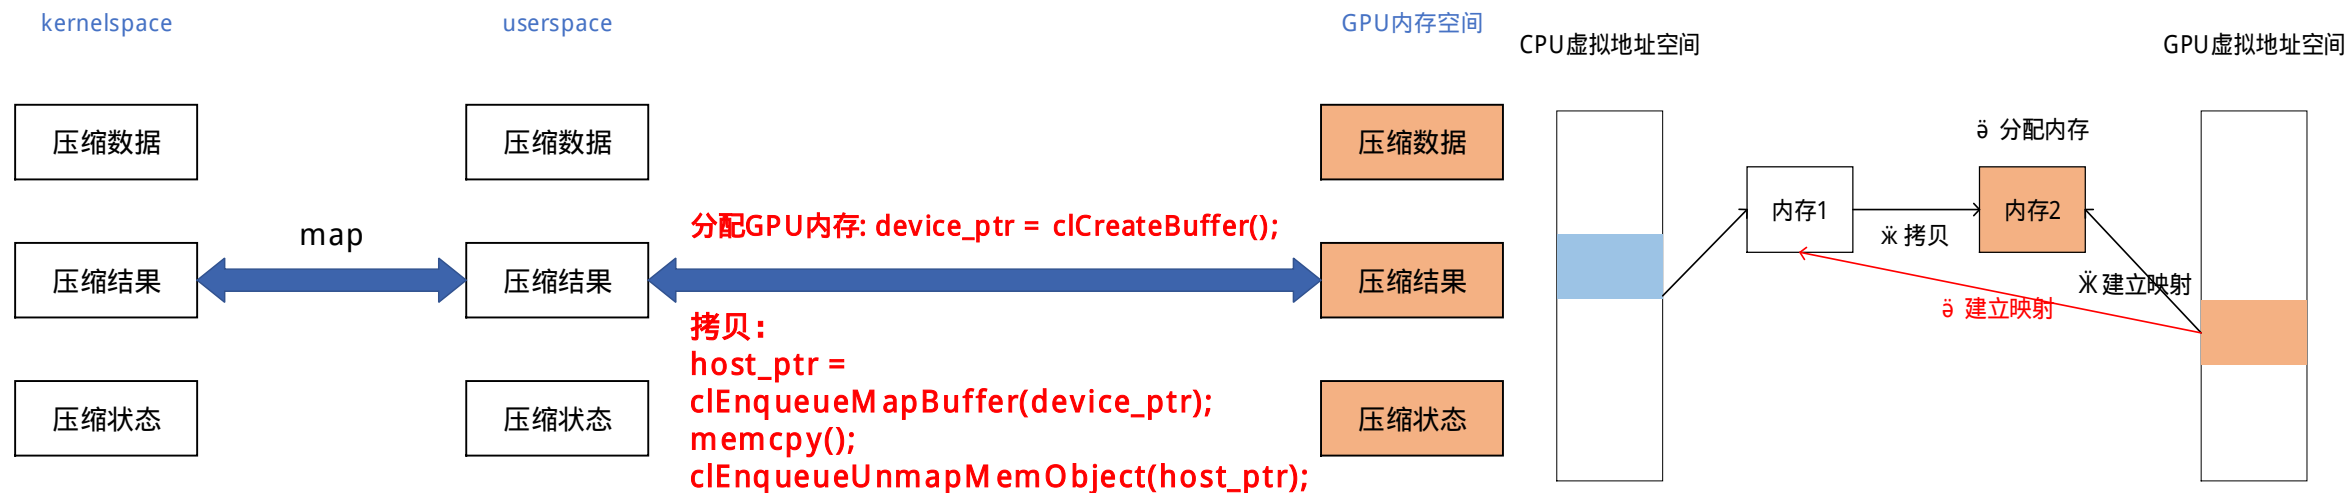 kernelspace
userspace
GPU内存空间
压缩数据
压缩数据
压缩数据
map
分配GPU内存: device_ptr = clCreateBuffer();
压缩结果
压缩结果
压缩结果
拷贝：
host_ptr =
clEnqueueMapBuffer(device_ptr);
memcpy();
clEnqueueUnmapMemObject(host_ptr);
压缩状态
压缩状态
压缩状态
CPU虚拟地址空间
GPU虚拟地址空间
ӛ 分配内存
内存1
内存2
ӝ 拷贝
Ӝ 建立映射
ӛ 建立映射